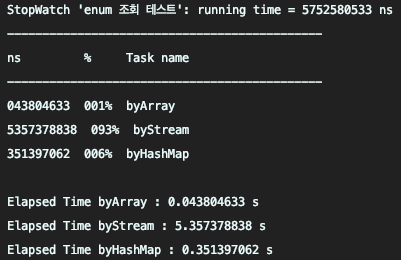 StopWatch 'enum 조회 테스트': running time = 5752580533 ns
---------------------------------------------
ns         %     Task name
---------------------------------------------
043804633  001%  byArray
5357378838  093%  byStream
351397062  006%  byHashMap
Elapsed Time byArray : 0.043804633 s
Elapsed Time byStream : 5.357378838 s
Elapsed Time byHashMap : 0.351397062 s